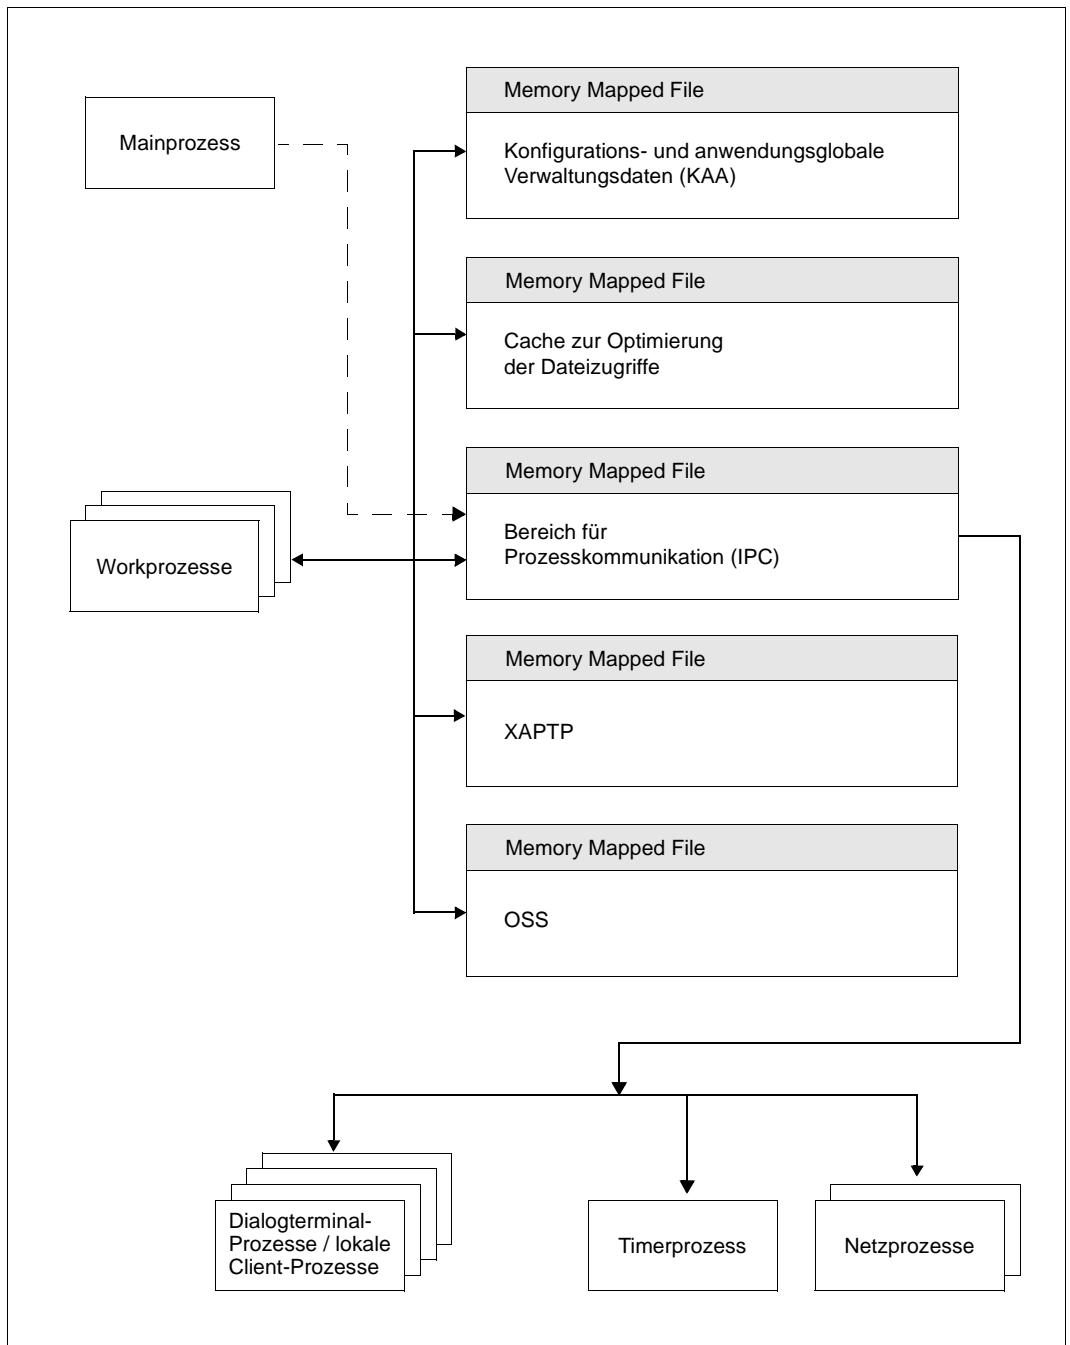 Mainprozess
Memory Mapped File
Konfigurations- und anwendungsglobale
Verwaltungsdaten (KAA)
Memory Mapped File
Cache zur Optimierung
der Dateizugriffe
Memory Mapped File
Bereich für
Prozesskommunikation (IPC)
Workprozesse
Memory Mapped File
XAPTP
Memory Mapped File
OSS
Dialogterminal-
Prozesse / lokale
Client-Prozesse
Timerprozess
Netzprozesse